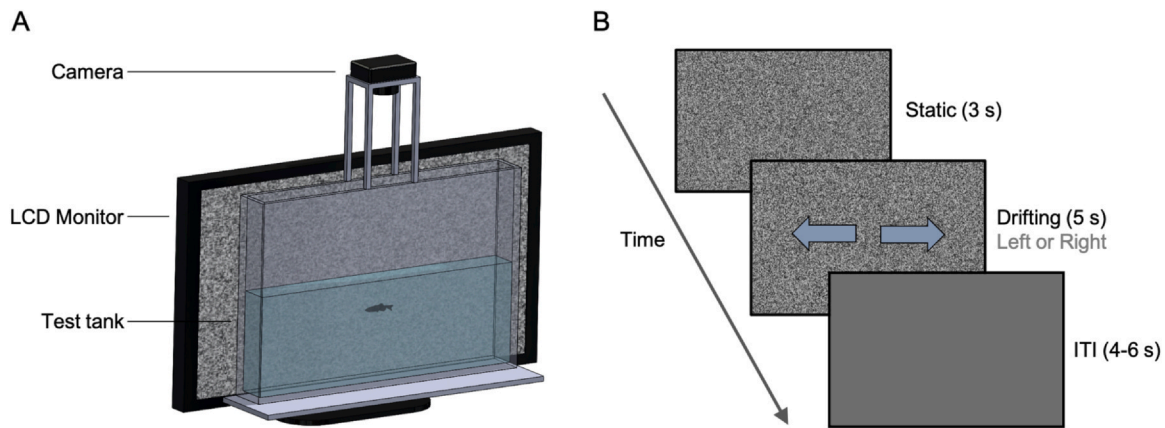 A
Camera
LCD Monitor
Test tank
B
Static (3 s)
Time
Drifting (5 s)
Left or Right
ITI (4-6 s)